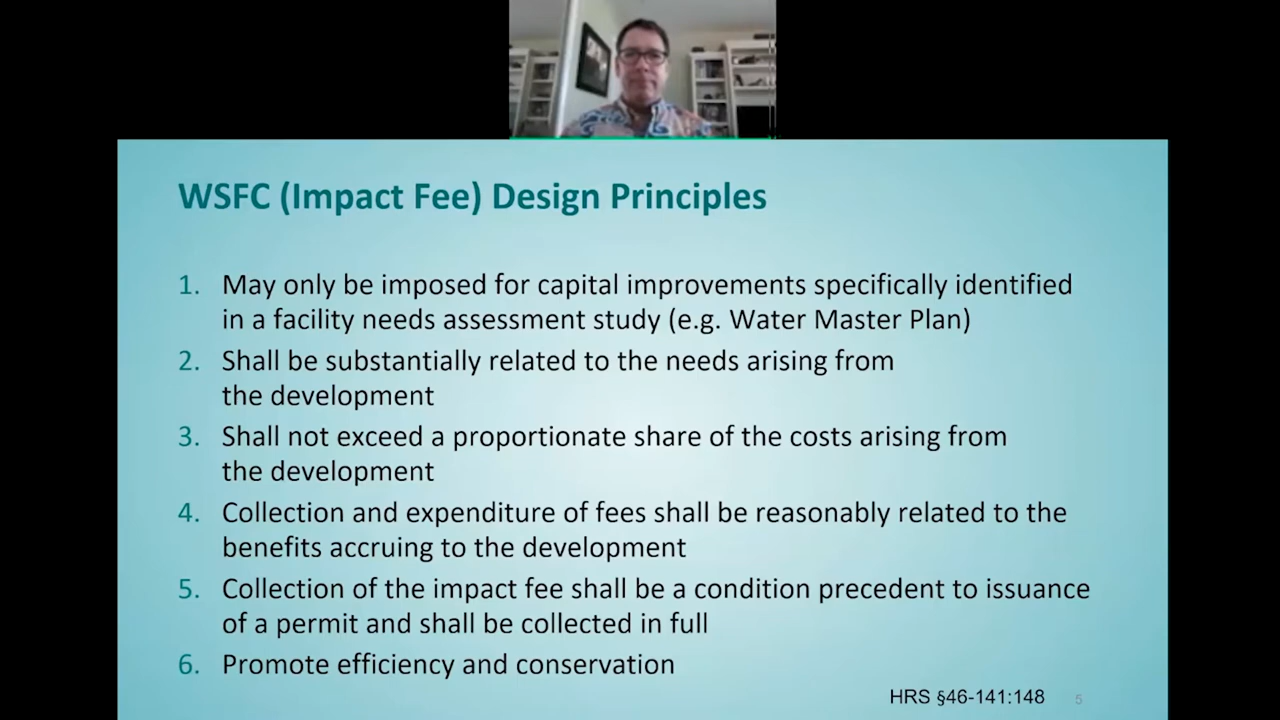 WSFC (Impact Fee) Design Principles
1. May only be imposed for capital improvements specifically identified
in a facility needs assessment study (e.g. Water Master Plan)
2. Shall be substantially related to the needs arising from
the development
3. Shall not exceed a proportionate share of the costs arising from
the development
4. Collection and expenditure of fees shall be reasonably related to the
benefits accruing to the development
5. Collection of the impact fee shall be a condition precedent to issuance
of a permit and shall be collected in full
6. Promote efficiency and conservation
HRS §46-141:148 5